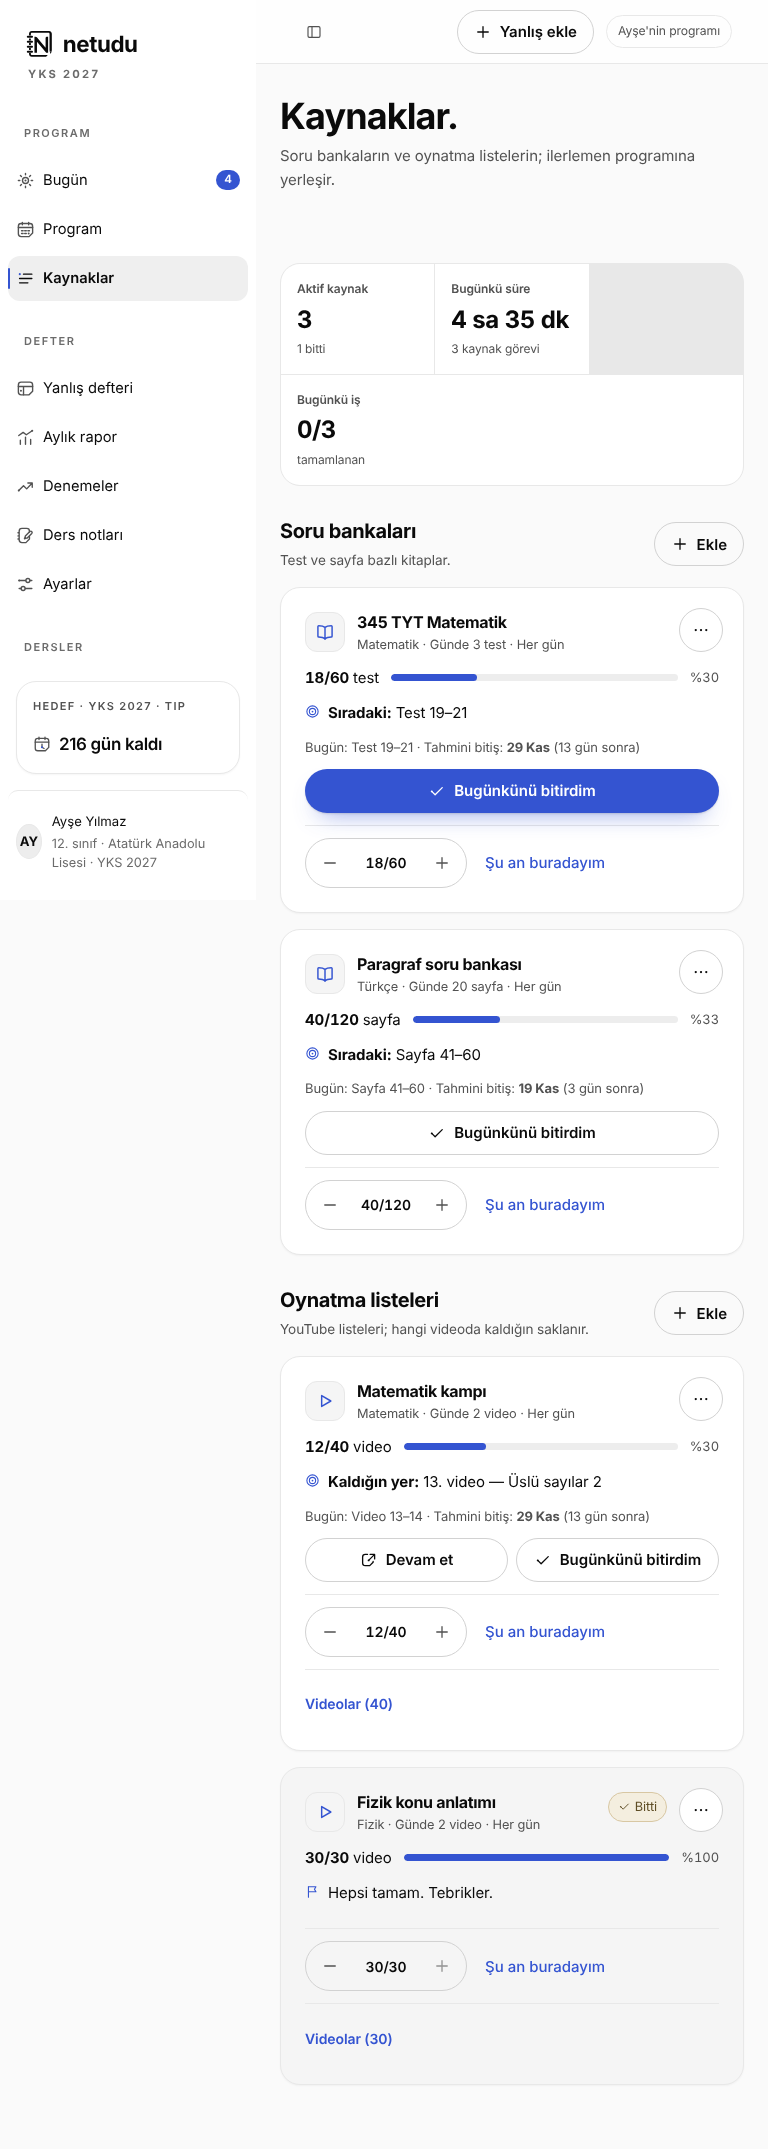 netudu
YKS 2027
PROGRAM
Bugün
4
Program
Kaynaklar
DEFTER
Yanlış defteri
Aylık rapor
Denemeler
Ders notları
Ayarlar
DERSLER
HEDEF · YKS 2027 · TIP
216 gün kaldı
AY
Ayşe Yılmaz
12. sınıf · Atatürk Anadolu
Lisesi · YKS 2027
Yanlış ekle
Ayşe'nin programı
Kaynaklar.
Soru bankaların ve oynatma listelerin; ilerlemen programına
yerleşir.
Aktif kaynak
3
1 bitti
Bugünkü süre
4 sa 35 dk
3 kaynak görevi
Bugünkü iş
0/3
tamamlanan
Soru bankaları
Test ve sayfa bazlı kitaplar.
Ekle
345 TYT Matematik
Matematik · Günde 3 test · Her gün
18/60 test
%30
Sıradaki: Test 19–21
Bugün: Test 19–21 · Tahmini bitiş: 29 Kas (13 gün sonra)
Bugünkünü bitirdim
18/60
Şu an buradayım
Paragraf soru bankası
Türkçe · Günde 20 sayfa · Her gün
40/120 sayfa
%33
Sıradaki: Sayfa 41–60
Bugün: Sayfa 41–60 · Tahmini bitiş: 19 Kas (3 gün sonra)
Bugünkünü bitirdim
40/120
Şu an buradayım
Oynatma listeleri
YouTube listeleri; hangi videoda kaldığın saklanır.
Ekle
Matematik kampı
Matematik · Günde 2 video · Her gün
12/40 video
%30
Kaldığın yer: 13. video — Üslü sayılar 2
Bugün: Video 13–14 · Tahmini bitiş: 29 Kas (13 gün sonra)
Devam et
Bugünkünü bitirdim
12/40
Şu an buradayım
Videolar (40)
Fizik konu anlatımı
Fizik · Günde 2 video · Her gün
Bitti
30/30 video
%100
Hepsi tamam. Tebrikler.
30/30
Şu an buradayım
Videolar (30)